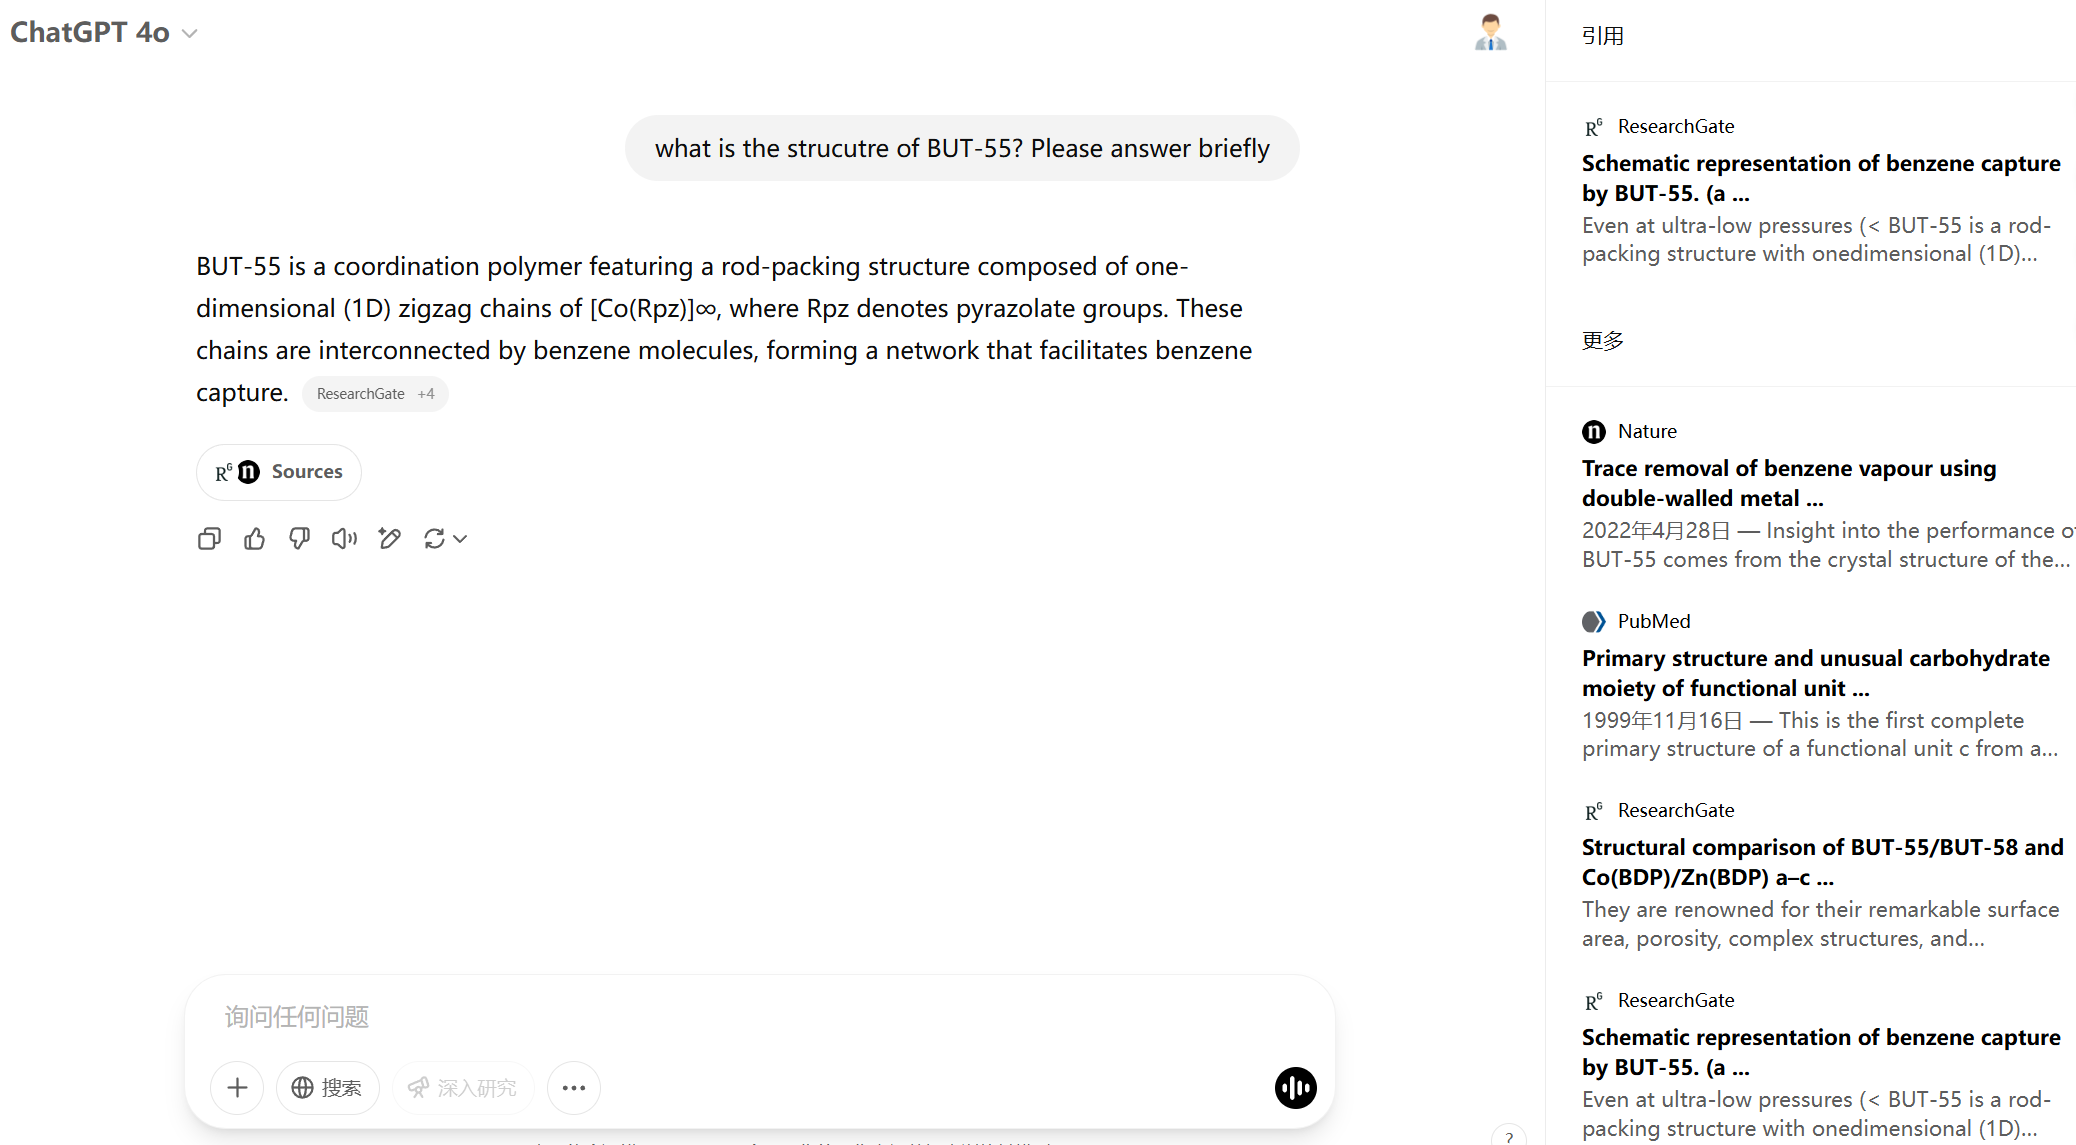 ChatGPT 4o
what is the strucutre of BUT-55? Please answer briefly
BUT-55 is a coordination polymer featuring a rod-packing structure composed of one-
dimensional (1D) zigzag chains of [Co(Rpz)]∞, where Rpz denotes pyrazolate groups. These
chains are interconnected by benzene molecules, forming a network that facilitates benzene
capture. ResearchGate +4
Sources
询问任何问题
搜索
深入研究
?
引用
ResearchGate
Schematic representation of benzene capture
by BUT-55. (a ...
Even at ultra-low pressures (< BUT-55 is a rod-
packing structure with onedimensional (1D)...
更多
Nature
Trace removal of benzene vapour using
double-walled metal ...
2022年4月28日 — Insight into the performance of
BUT-55 comes from the crystal structure of the...
PubMed
Primary structure and unusual carbohydrate
moiety of functional unit ...
1999年11月16日 — This is the first complete
primary structure of a functional unit c from a...
ResearchGate
Structural comparison of BUT-55/BUT-58 and
Co(BDP)/Zn(BDP) a–c ...
They are renowned for their remarkable surface
area, porosity, complex structures, and...
ResearchGate
Schematic representation of benzene capture
by BUT-55. (a ...
Even at ultra-low pressures (< BUT-55 is a rod-
packing structure with onedimensional (1D)...